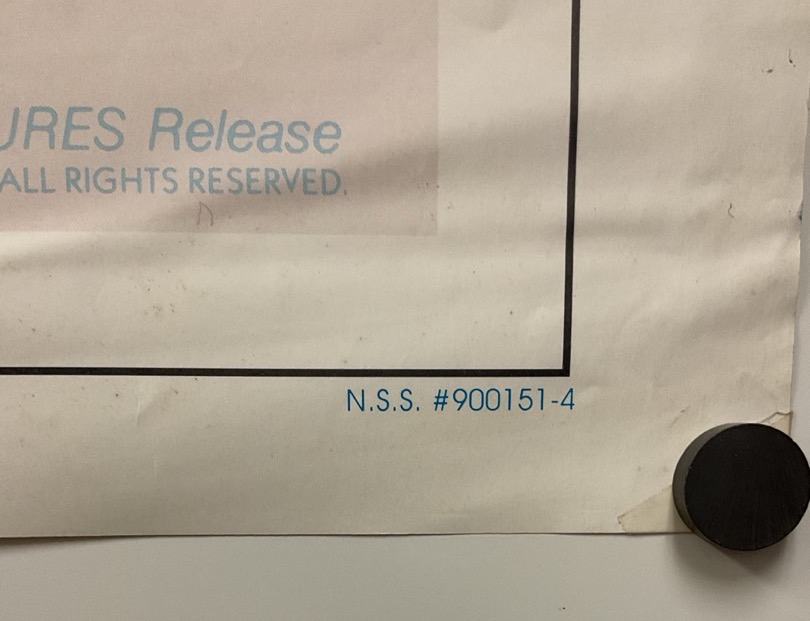 URES Release
ALL RIGHTS RESERVED.
N.S.S. #900151-4